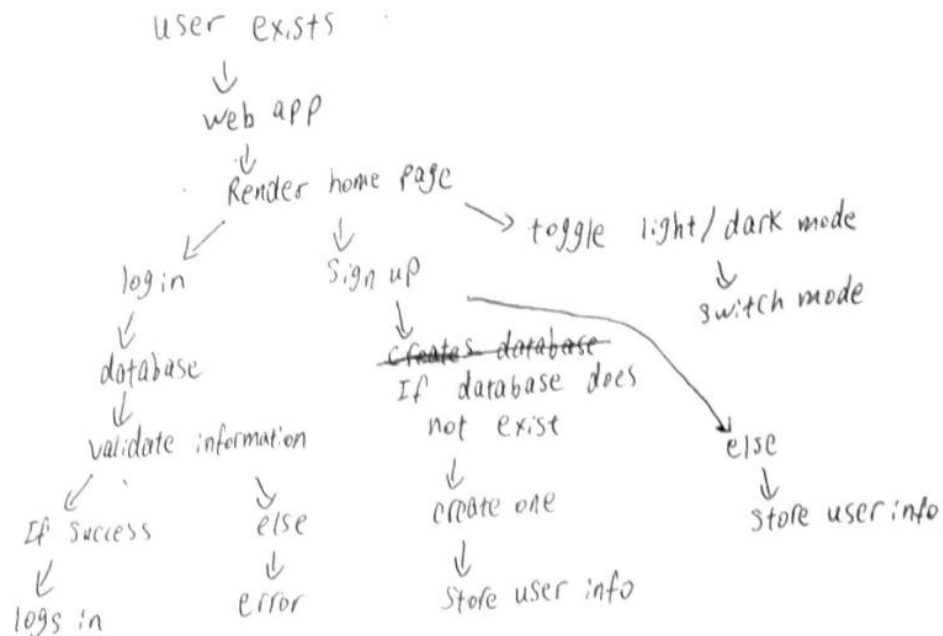 user exists
web app
Render home page
toggle light/dark mode
login
Sign up
switch mode
creates database
database
If database does
not exist
validate information
else
If success
else
create one
store user info
logs in
error
store user info